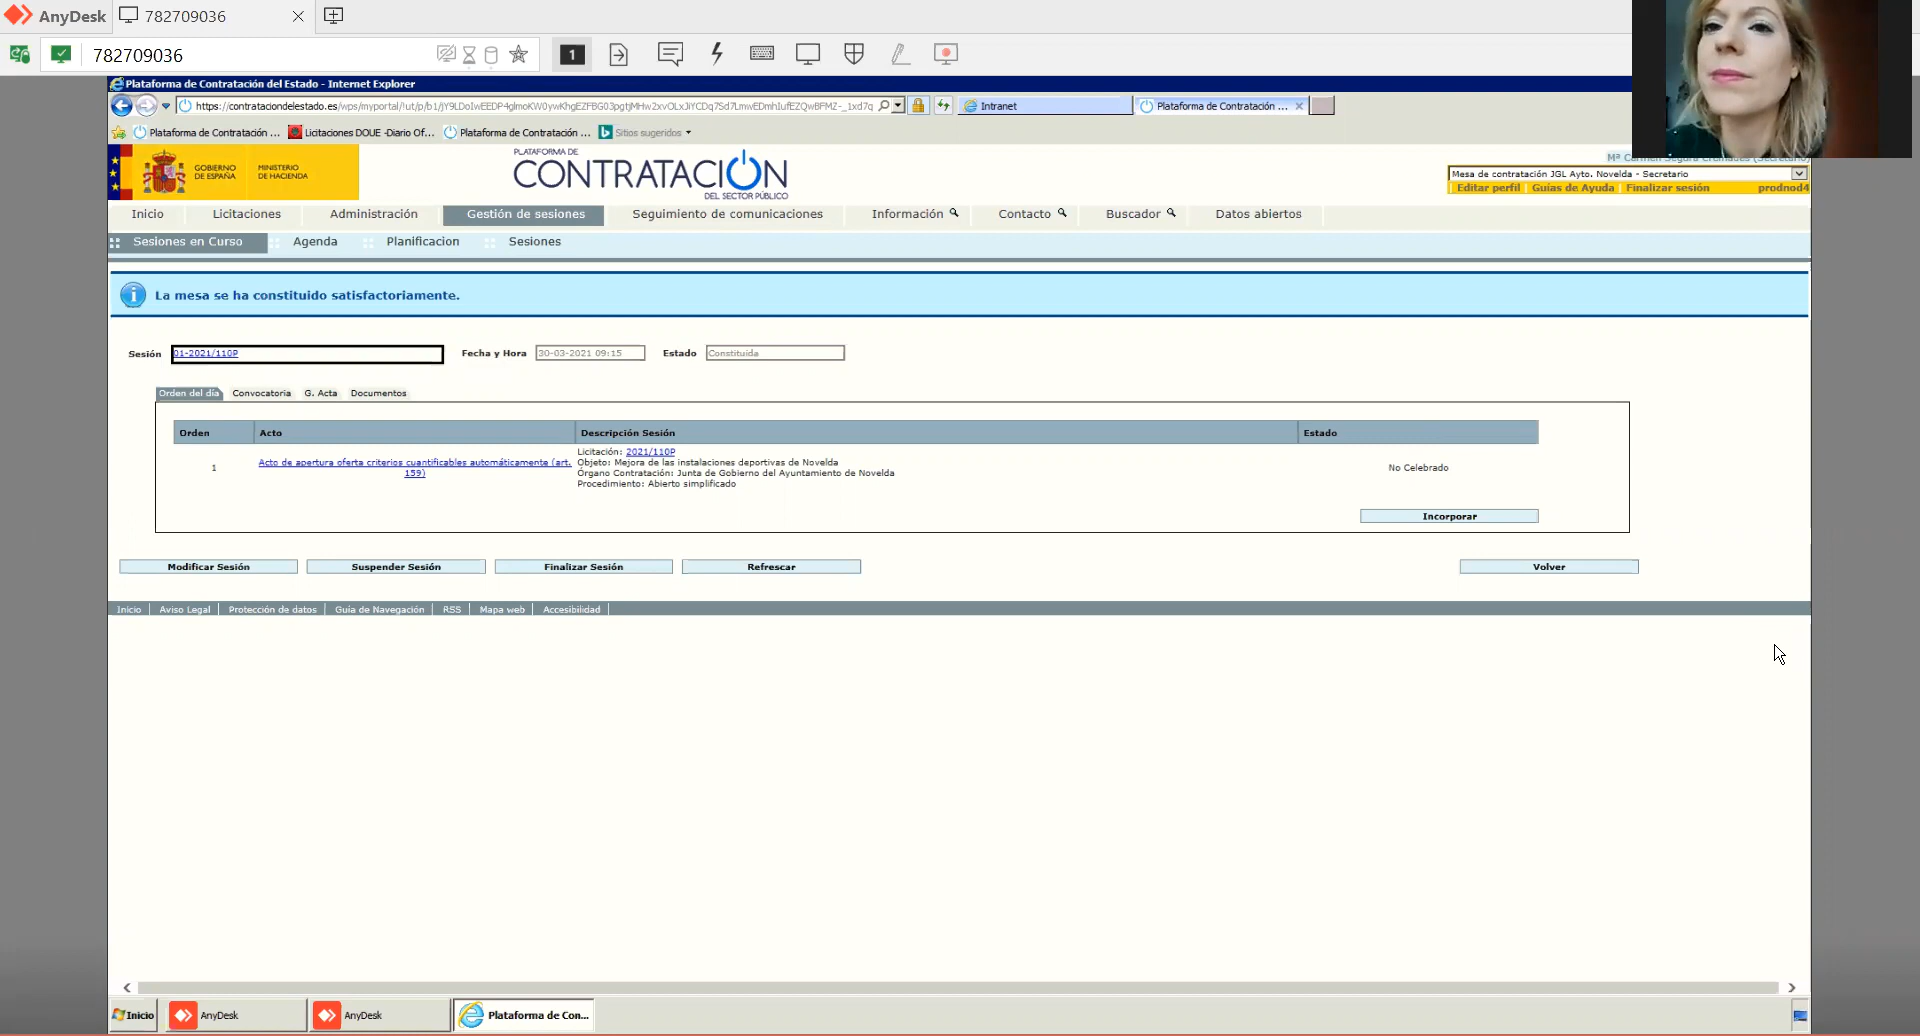 AnyDesk 782709036
782709036 1
Plataforma de Contratación del Estado - Internet Explorer
Intranet Plataforma de Contratación ...
Plataforma de Contratación ... Licitaciones DOUE -Diario Of... Plataforma de Contratación ... Sitios sugeridos
GOBIERNO DE ESPAÑA MINISTERIO DE HACIENDA
PLATAFORMA DE
CONTRATACIÓN
DEL SECTOR PÚBLICO
Mesa de contratación JGL Ayto. Novelda - Secretario
Editar perfil Guías de Ayuda Finalizar sesión prodnod4
Inicio Licitaciones Administración Gestión de sesiones Seguimiento de comunicaciones Información Contacto Buscador Datos abiertos
Sesiones en Curso Agenda Planificacion Sesiones
La mesa se ha constituido satisfactoriamente.
Sesión 01-2021/110P Fecha y Hora 30-03-2021 09:15 Estado Constituida
Orden del día Convocatoria G. Acta Documentos
Orden Acto Descripción Sesión Estado
1 Acto de apertura oferta criterios cuantificables automáticamente (art. 159) No Celebrado
Licitación: 2021/110P
Objeto: Mejora de las instalaciones deportivas de Novelda
Órgano Contratación: Junta de Gobierno del Ayuntamiento de Novelda
Procedimiento: Abierto simplificado
Incorporar
Modificar Sesión Suspender Sesión Finalizar Sesión Refrescar Volver
Inicio Aviso Legal Protección de datos Guía de Navegación RSS Mapa web Accesibilidad
Inicio AnyDesk AnyDesk Plataforma de Con...